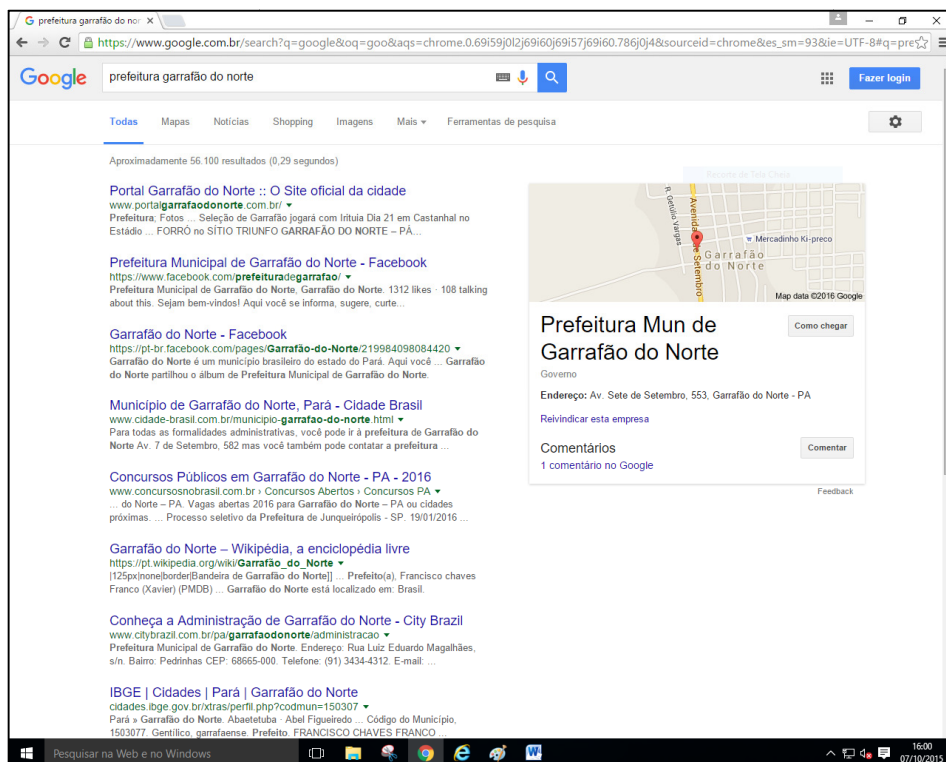 prefeitura garrafão do nor
https://www.google.com.br/search?q=google&oq=goo&aqs=chrome.0.69i59j0l2j69i60j69i57j69i60.786j0j4&sourceid=chrome&es_sm=93&ie=UTF-8#q=pre
Google
prefeitura garrafão do norte
Fazer login
Todas Mapas Notícias Shopping Imagens Mais Ferramentas de pesquisa
Aproximadamente 56.100 resultados (0,29 segundos)
Portal Garrafão do Norte :: O Site oficial da cidade
www.portalgarrafaodonorte.com.br/
Prefeitura; Fotos ... Seleção de Garrafão jogará com Irituia Dia 21 em Castanhal no
Estádio ... FORRÓ no SÍTIO TRIUNFO GARRAFÃO DO NORTE – PÁ...
Prefeitura Municipal de Garrafão do Norte - Facebook
https://www.facebook.com/prefeituradegarrafao/
Prefeitura Municipal de Garrafão do Norte, Garrafão do Norte. 1312 likes · 108 talking
about this. Sejam bem-vindos! Aqui você se informa, sugere, curte...
Garrafão do Norte - Facebook
https://pt-br.facebook.com/pages/Garrafão-do-Norte/219984098084420
Garrafão do Norte é um município brasileiro do estado do Pará. Aqui você ... Garrafão
do Norte partilhou o álbum de Prefeitura Municipal de Garrafão do Norte.
Município de Garrafão do Norte, Pará - Cidade Brasil
www.cidade-brasil.com.br/municipio-garrafao-do-norte.html
Para todas as formalidades administrativas, você pode ir à prefeitura de Garrafão do
Norte Av. 7 de Setembro, 582 mas você também pode contatar a prefeitura ...
Concursos Públicos em Garrafão do Norte - PA - 2016
www.concursosnobrasil.com.br › Concursos Abertos › Concursos PA
... do Norte – PA. Vagas abertas 2016 para Garrafão do Norte – PA ou cidades
próximas. ... Processo seletivo da Prefeitura de Junqueirópolis - SP. 19/01/2016 ...
Garrafão do Norte – Wikipédia, a enciclopédia livre
https://pt.wikipedia.org/wiki/Garrafão_do_Norte
|125px|none|border|Bandeira de Garrafão do Norte]] ... Prefeito(a), Francisco chaves
Franco (Xavier) (PMDB) ... Garrafão do Norte está localizado em: Brasil.
Conheça a Administração de Garrafão do Norte - City Brazil
www.citybrazil.com.br/pa/garrafaodonorte/administracao
Prefeitura Municipal de Garrafão do Norte. Endereço: Rua Luiz Eduardo Magalhães,
s/n. Bairro: Pedrinhas CEP: 68665-000. Telefone: (91) 3434-4312. E-mail: ...
IBGE | Cidades | Pará | Garrafão do Norte
cidades.ibge.gov.br/xtras/perfil.php?codmun=150307
Pará » Garrafão do Norte. Abaetetuba · Abel Figueiredo ... Código do Município,
1503077. Gentílico, garrafaense. Prefeito. FRANCISCO CHAVES FRANCO ...
Recorte de Tela Cheia
R. Getúlio Vargas
Avenida
de Setembro
Mercadinho Ki-preco
Garrafão
do Norte
Map data ©2016 Google
Prefeitura Mun de
Garrafão do Norte
Como chegar
Governo
Endereço: Av. Sete de Setembro, 553, Garrafão do Norte - PA
Reivindicar esta empresa
Comentários
Comentar
1 comentário no Google
Feedback
Pesquisar na Web e no Windows
16:00
07/10/2015